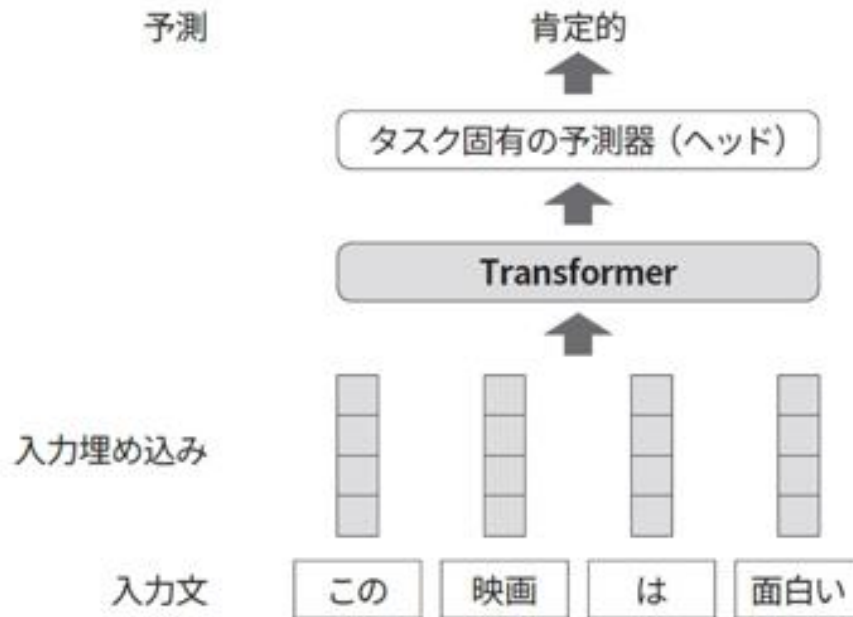 予測 肯定的
タスク固有の予測器（ヘッド）
Transformer
入力埋め込み
入力文 この 映画 は 面白い